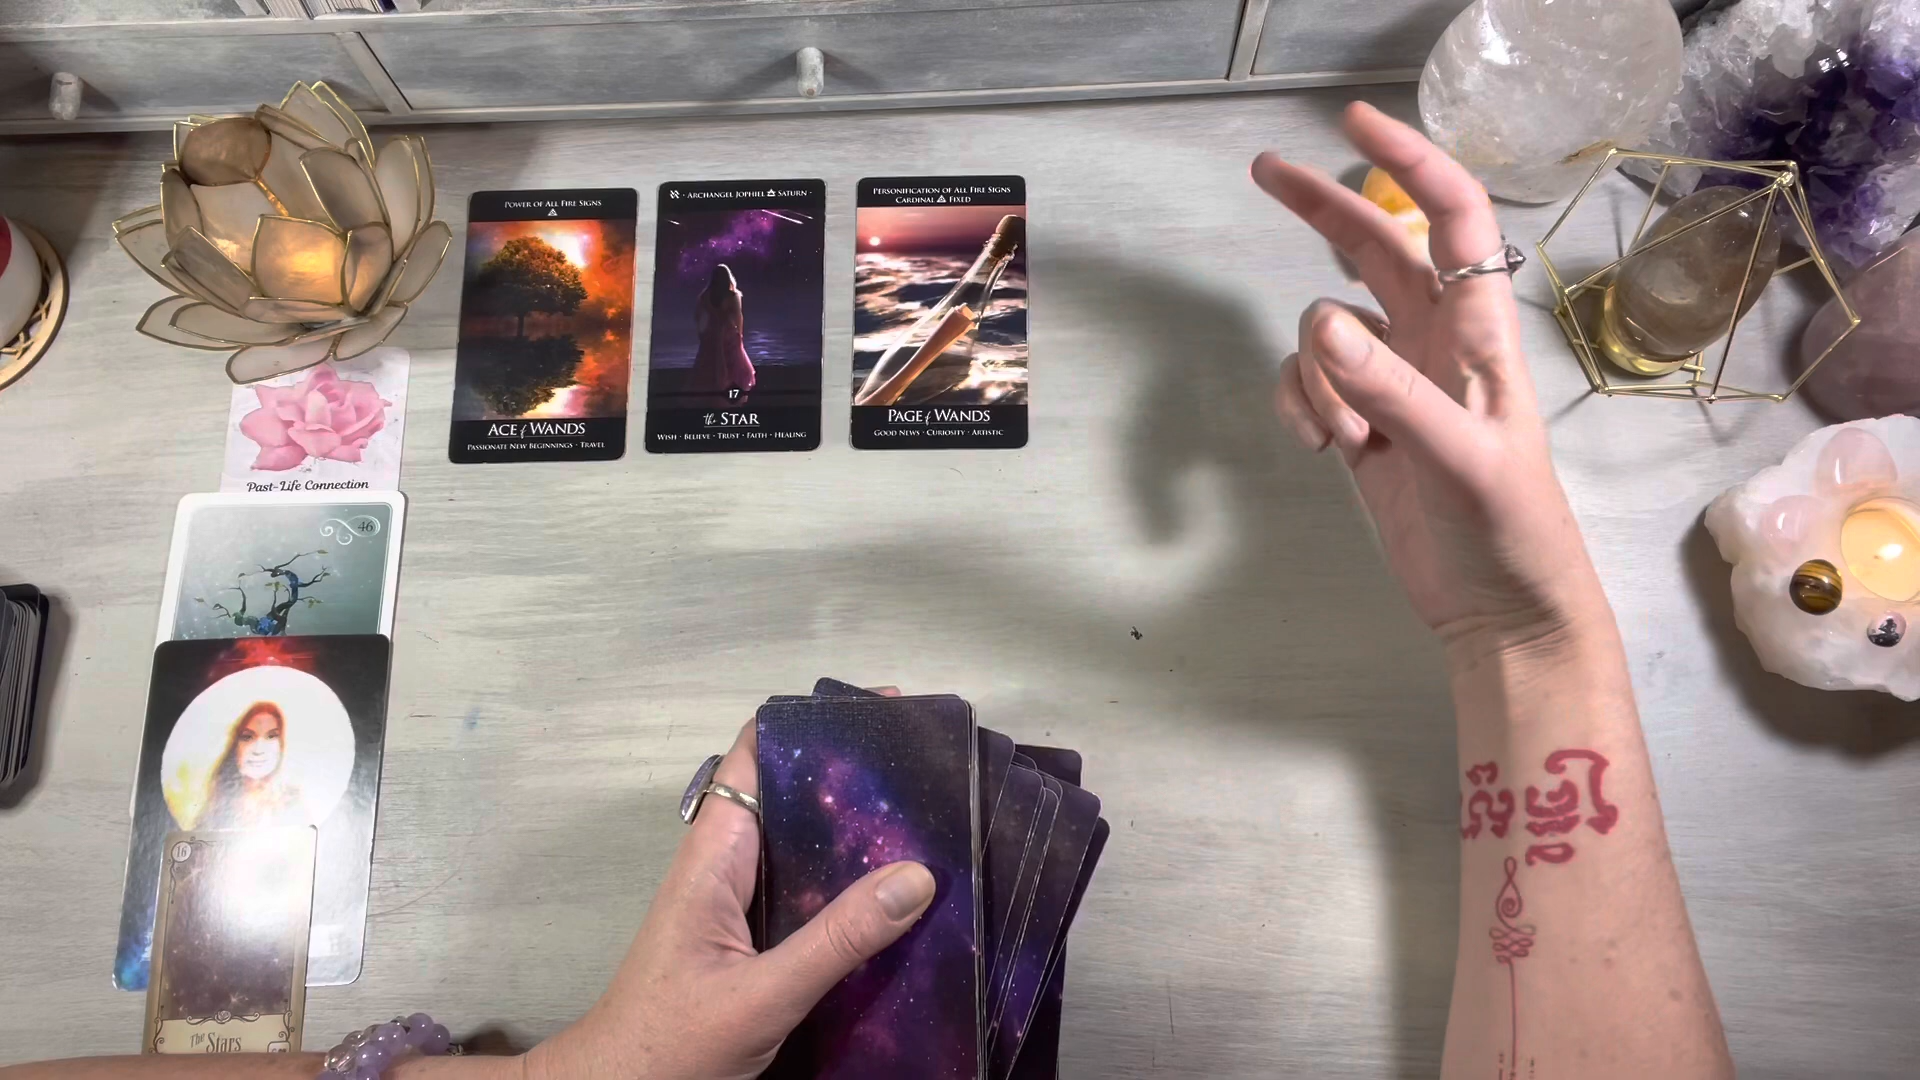 POWER OF ALL FIRE SIGNS
ACE of WANDS
PASSIONATE NEW BEGINNINGS · TRAVEL
· ARCHANGEL JOPHIEL SATURN ·
17
the STAR
WISH · BELIEVE · TRUST · FAITH · HEALING
PERSONIFICATION OF ALL FIRE SIGNS
CARDINAL FIXED
PAGE of WANDS
GOOD NEWS · CURIOSITY · ARTISTIC
Past-Life Connection
46
16
The Stars